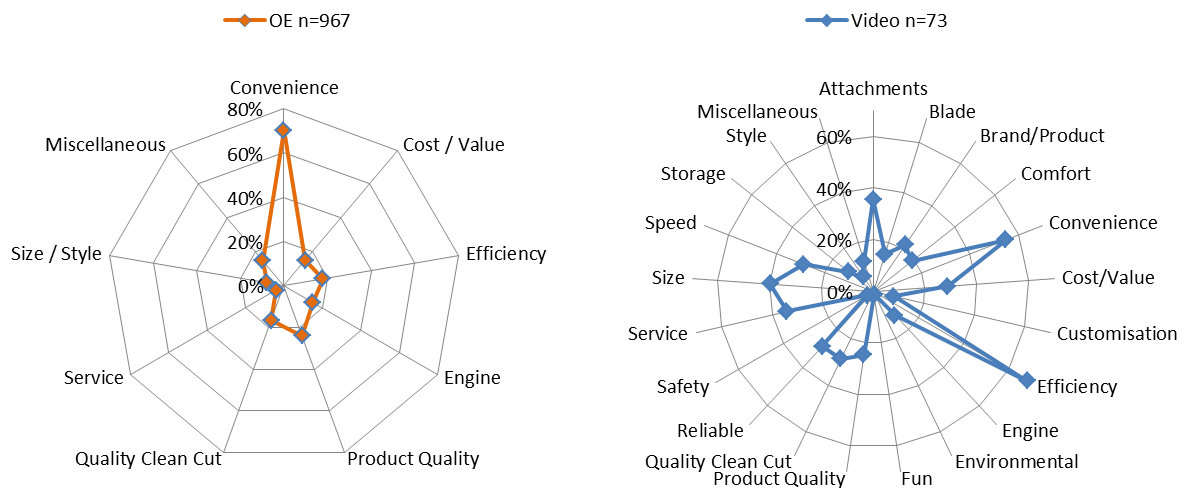 OE n=967
Convenience
80%
60%
40%
20%
0%
Cost / Value
Efficiency
Engine
Product Quality
Quality Clean Cut
Service
Size / Style
Miscellaneous
Video n=73
Attachments
60%
40%
20%
0%
Blade
Brand/Product
Comfort
Convenience
Cost/Value
Customisation
Efficiency
Engine
Environmental
Fun
Product Quality
Quality Clean Cut
Reliable
Safety
Service
Size
Speed
Storage
Style
Miscellaneous